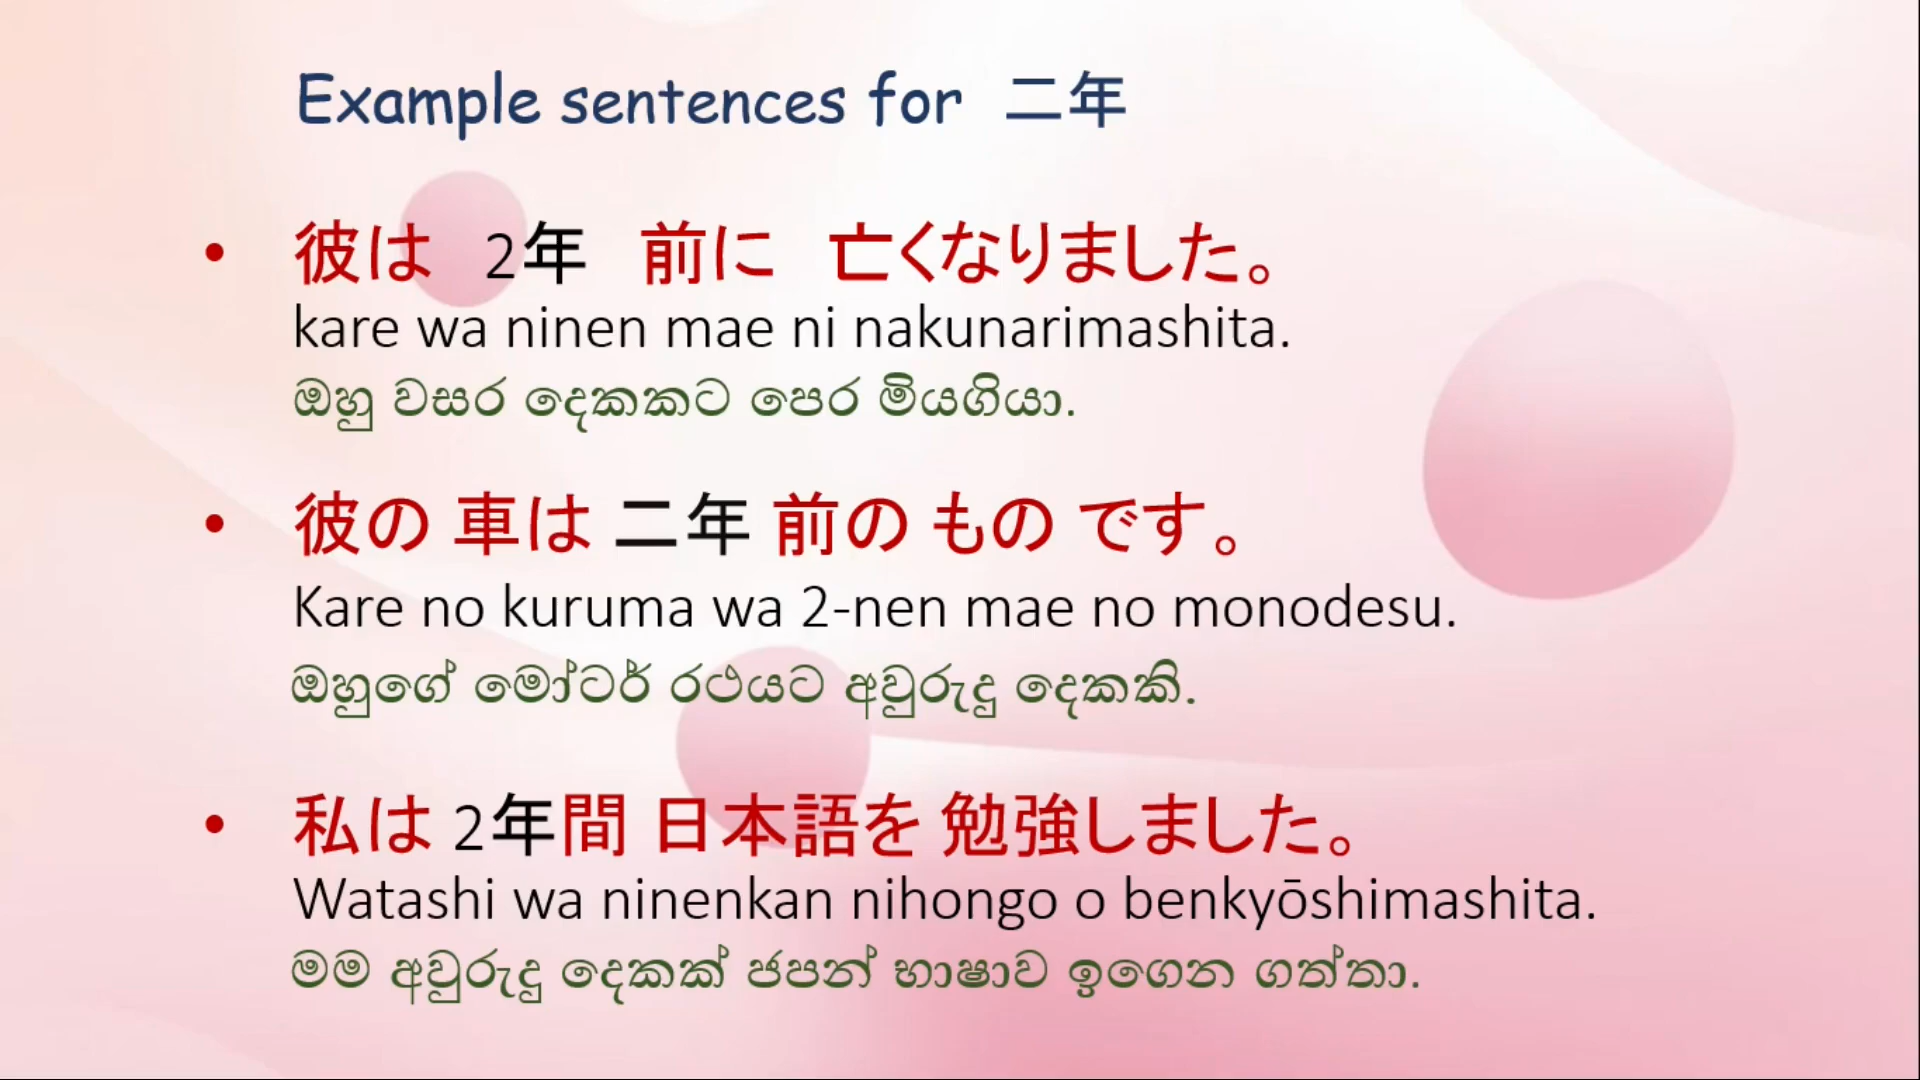 Example sentences for 二年
• 彼は 2年 前に 亡くなりました。
kare wa ninen mae ni nakunarimashita.
ඔහු වසර දෙකකට පෙර මියගියා.
• 彼の 車は 二年 前の もの です。
Kare no kuruma wa 2-nen mae no monodesu.
ඔහුගේ මෝටර් රථයට අවුරුදු දෙකකි.
• 私は 2年間 日本語を 勉強しました。
Watashi wa ninenkan nihongo o benkyōshimashita.
මම අවුරුදු දෙකක් ජපන් භාෂාව ඉගෙන ගත්තා.